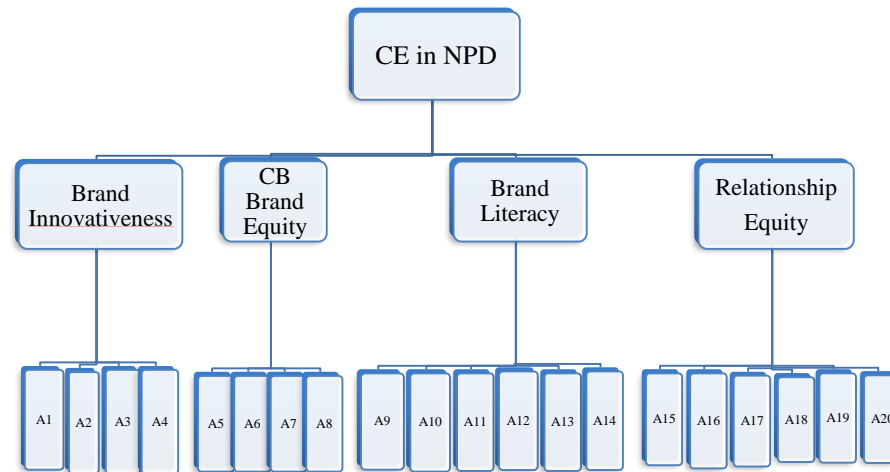 CE in NPD
Brand
Innovativeness
CB
Brand
Equity
Brand
Literacy
Relationship
Equity
A1
A2
A3
A4
A5
A6
A7
A8
A9
A10
A11
A12
A13
A14
A15
A16
A17
A18
A19
A20